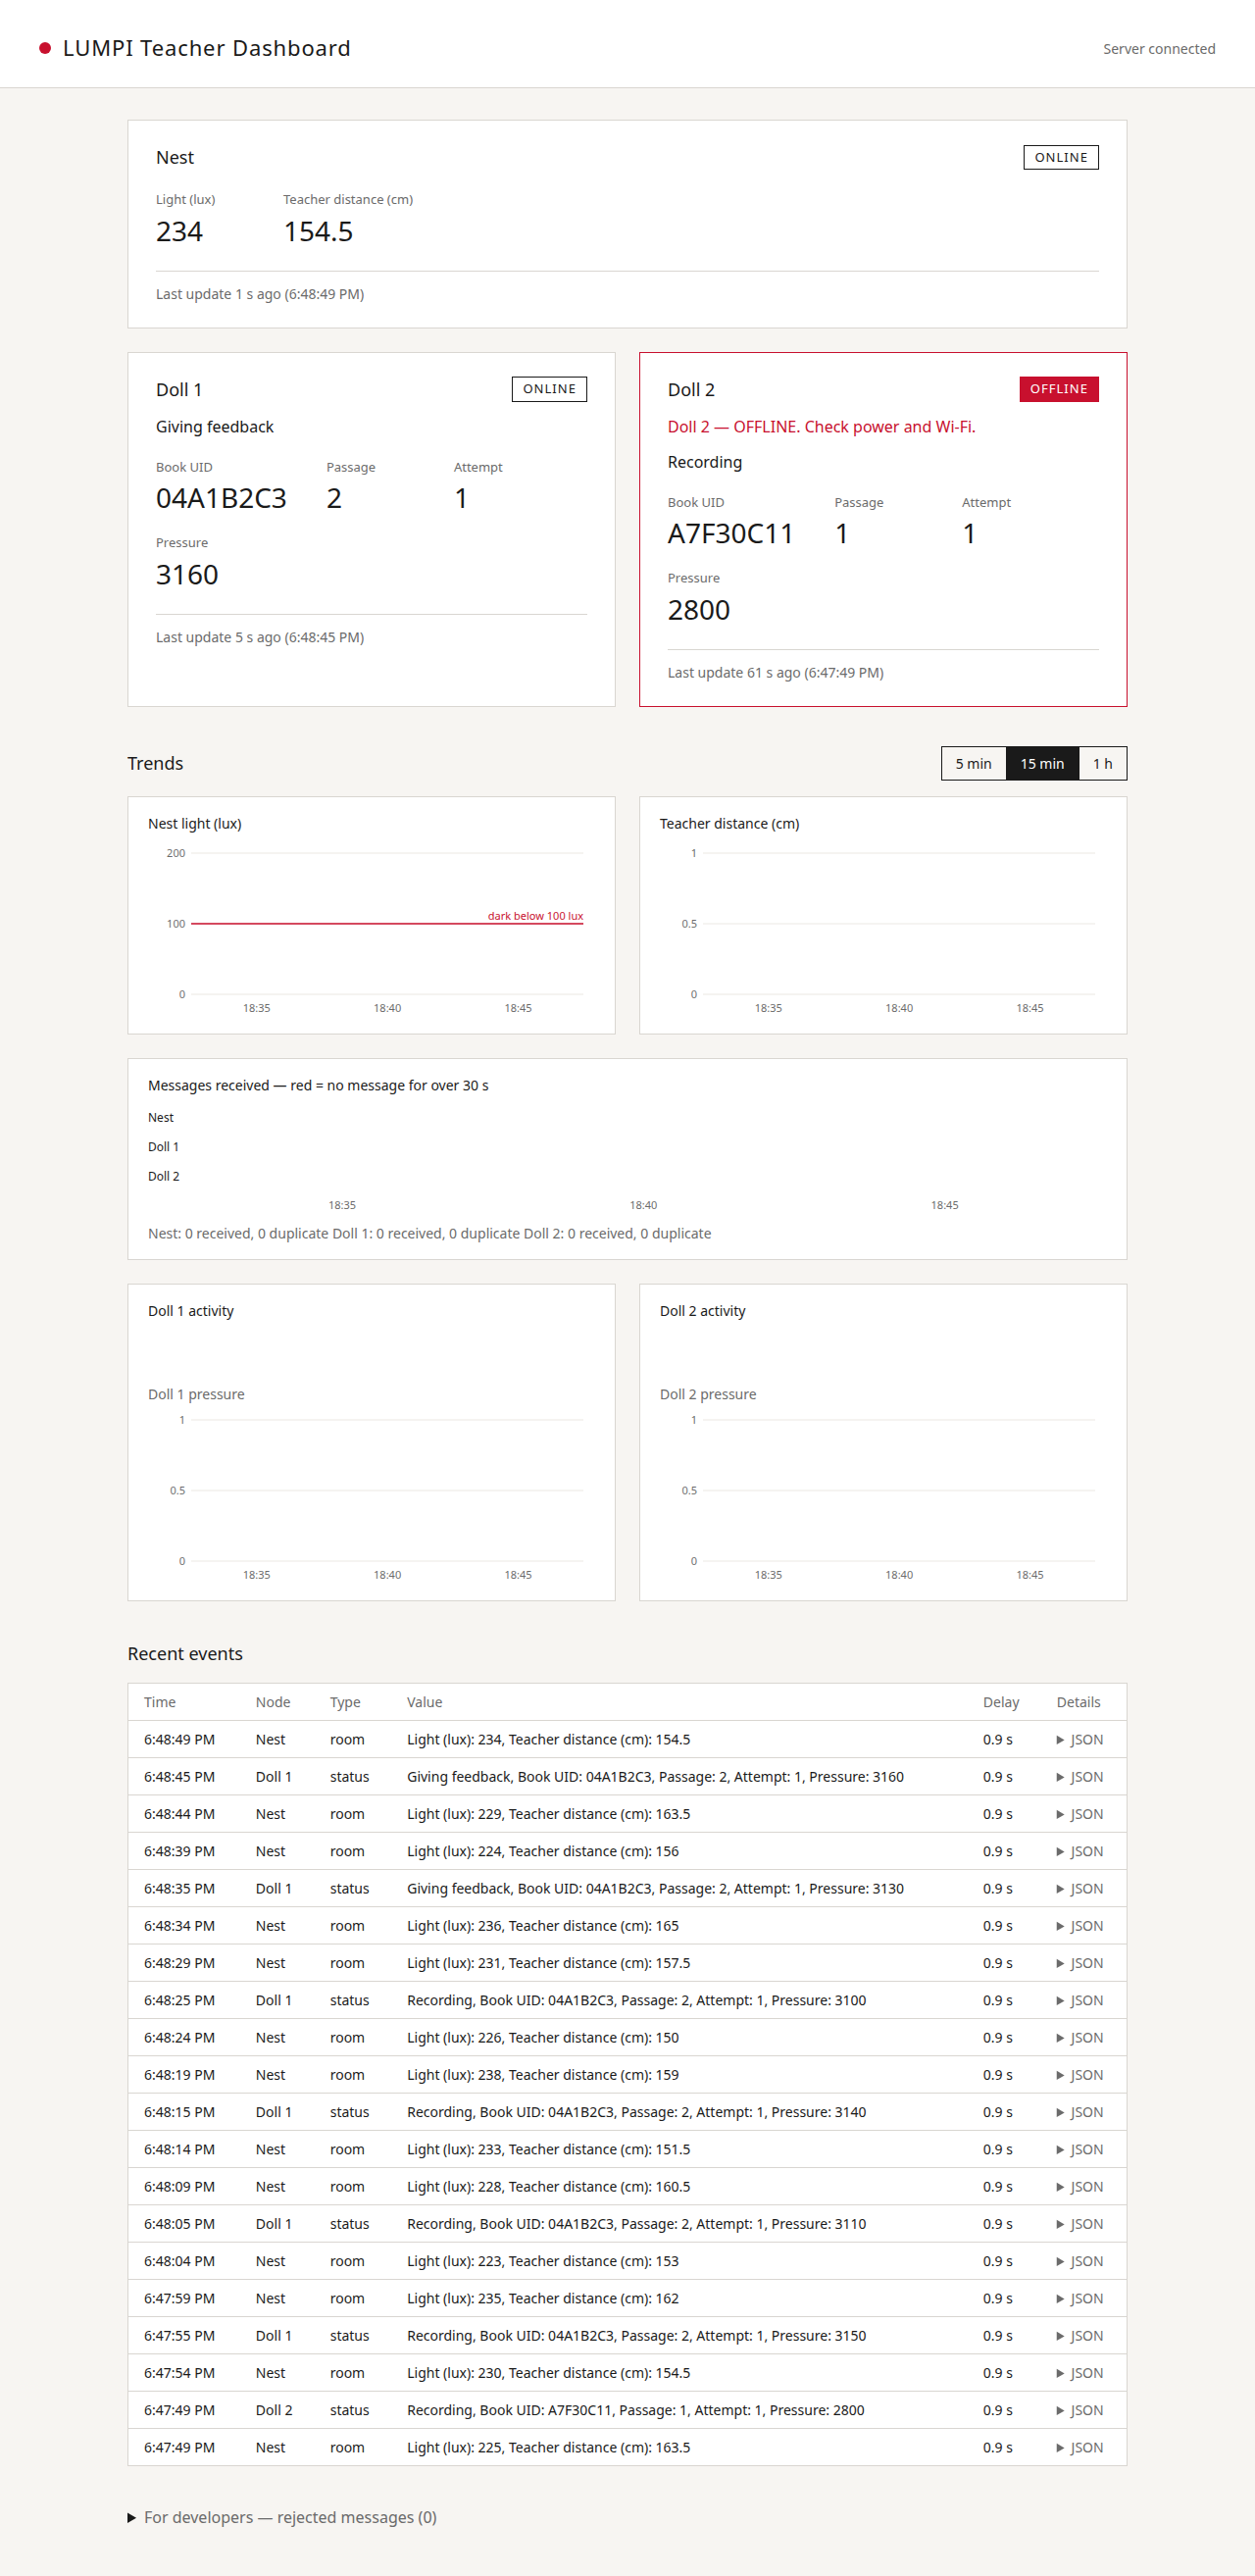 LUMPI Teacher Dashboard
Server connected
Nest
ONLINE
Light (lux) Teacher distance (cm)
234 154.5
Last update 1 s ago (6:48:49 PM)
Doll 1
ONLINE
Giving feedback
Book UID Passage Attempt
04A1B2C3 2 1
Pressure
3160
Last update 5 s ago (6:48:45 PM)
Doll 2
OFFLINE
Doll 2 — OFFLINE. Check power and Wi-Fi.
Recording
Book UID Passage Attempt
A7F30C11 1 1
Pressure
2800
Last update 61 s ago (6:47:49 PM)
Trends
5 min 15 min 1 h
Nest light (lux)
200
dark below 100 lux
100
0
18:35 18:40 18:45
Teacher distance (cm)
1
0.5
0
18:35 18:40 18:45
Messages received — red = no message for over 30 s
Nest
Doll 1
Doll 2
18:35 18:40 18:45
Nest: 0 received, 0 duplicate Doll 1: 0 received, 0 duplicate Doll 2: 0 received, 0 duplicate
Doll 1 activity
Doll 1 pressure
1
0.5
0
18:35 18:40 18:45
Doll 2 activity
Doll 2 pressure
1
0.5
0
18:35 18:40 18:45
Recent events
Time Node Type Value Delay Details
6:48:49 PM Nest room Light (lux): 234, Teacher distance (cm): 154.5 0.9 s JSON
6:48:45 PM Doll 1 status Giving feedback, Book UID: 04A1B2C3, Passage: 2, Attempt: 1, Pressure: 3160 0.9 s JSON
6:48:44 PM Nest room Light (lux): 229, Teacher distance (cm): 163.5 0.9 s JSON
6:48:39 PM Nest room Light (lux): 224, Teacher distance (cm): 156 0.9 s JSON
6:48:35 PM Doll 1 status Giving feedback, Book UID: 04A1B2C3, Passage: 2, Attempt: 1, Pressure: 3130 0.9 s JSON
6:48:34 PM Nest room Light (lux): 236, Teacher distance (cm): 165 0.9 s JSON
6:48:29 PM Nest room Light (lux): 231, Teacher distance (cm): 157.5 0.9 s JSON
6:48:25 PM Doll 1 status Recording, Book UID: 04A1B2C3, Passage: 2, Attempt: 1, Pressure: 3100 0.9 s JSON
6:48:24 PM Nest room Light (lux): 226, Teacher distance (cm): 150 0.9 s JSON
6:48:19 PM Nest room Light (lux): 238, Teacher distance (cm): 159 0.9 s JSON
6:48:15 PM Doll 1 status Recording, Book UID: 04A1B2C3, Passage: 2, Attempt: 1, Pressure: 3140 0.9 s JSON
6:48:14 PM Nest room Light (lux): 233, Teacher distance (cm): 151.5 0.9 s JSON
6:48:09 PM Nest room Light (lux): 228, Teacher distance (cm): 160.5 0.9 s JSON
6:48:05 PM Doll 1 status Recording, Book UID: 04A1B2C3, Passage: 2, Attempt: 1, Pressure: 3110 0.9 s JSON
6:48:04 PM Nest room Light (lux): 223, Teacher distance (cm): 153 0.9 s JSON
6:47:59 PM Nest room Light (lux): 235, Teacher distance (cm): 162 0.9 s JSON
6:47:55 PM Doll 1 status Recording, Book UID: 04A1B2C3, Passage: 2, Attempt: 1, Pressure: 3150 0.9 s JSON
6:47:54 PM Nest room Light (lux): 230, Teacher distance (cm): 154.5 0.9 s JSON
6:47:49 PM Doll 2 status Recording, Book UID: A7F30C11, Passage: 1, Attempt: 1, Pressure: 2800 0.9 s JSON
6:47:49 PM Nest room Light (lux): 225, Teacher distance (cm): 163.5 0.9 s JSON
For developers — rejected messages (0)